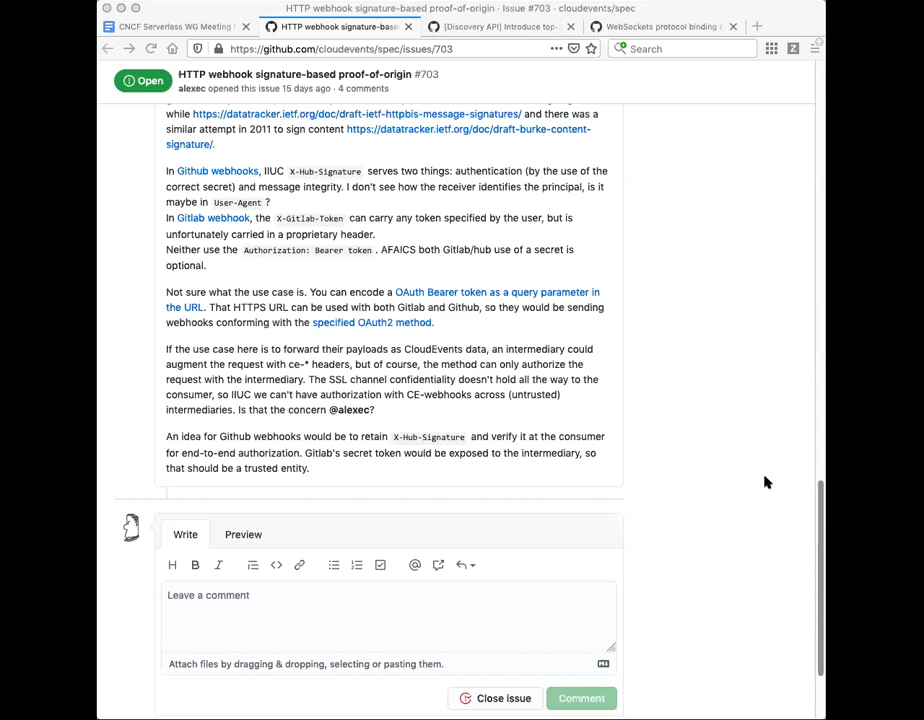 HTTP webhook signature-based proof-of-origin · Issue #703 · cloudevents/spec
CNCF Serverless WG Meeting
HTTP webhook signature-base
[Discovery API] Introduce top-
WebSockets protocol binding
https://github.com/cloudevents/spec/issues/703
Search
Open
HTTP webhook signature-based proof-of-origin #703
alexec opened this issue 15 days ago · 4 comments
while https://datatracker.ietf.org/doc/draft-ietf-httpbis-message-signatures/ and there was a
similar attempt in 2011 to sign content https://datatracker.ietf.org/doc/draft-burke-content-
signature/.
In Github webhooks, IIUC X-Hub-Signature serves two things: authentication (by the use of the
correct secret) and message integrity. I don't see how the receiver identifies the principal, is it
maybe in User-Agent ?
In Gitlab webhook, the X-Gitlab-Token can carry any token specified by the user, but is
unfortunately carried in a proprietary header.
Neither use the Authorization: Bearer token . AFAICS both Gitlab/hub use of a secret is
optional.
Not sure what the use case is. You can encode a OAuth Bearer token as a query parameter in
the URL. That HTTPS URL can be used with both Gitlab and Github, so they would be sending
webhooks conforming with the specified OAuth2 method.
If the use case here is to forward their payloads as CloudEvents data, an intermediary could
augment the request with ce-* headers, but of course, the method can only authorize the
request with the intermediary. The SSL channel confidentiality doesn't hold all the way to the
consumer, so IIUC we can't have authorization with CE-webhooks across (untrusted)
intermediaries. Is that the concern @alexec?
An idea for Github webhooks would be to retain X-Hub-Signature and verify it at the consumer
for end-to-end authorization. Gitlab's secret token would be exposed to the intermediary, so
that should be a trusted entity.
Write
Preview
H B I
Leave a comment
Attach files by dragging & dropping, selecting or pasting them.
Close issue
Comment